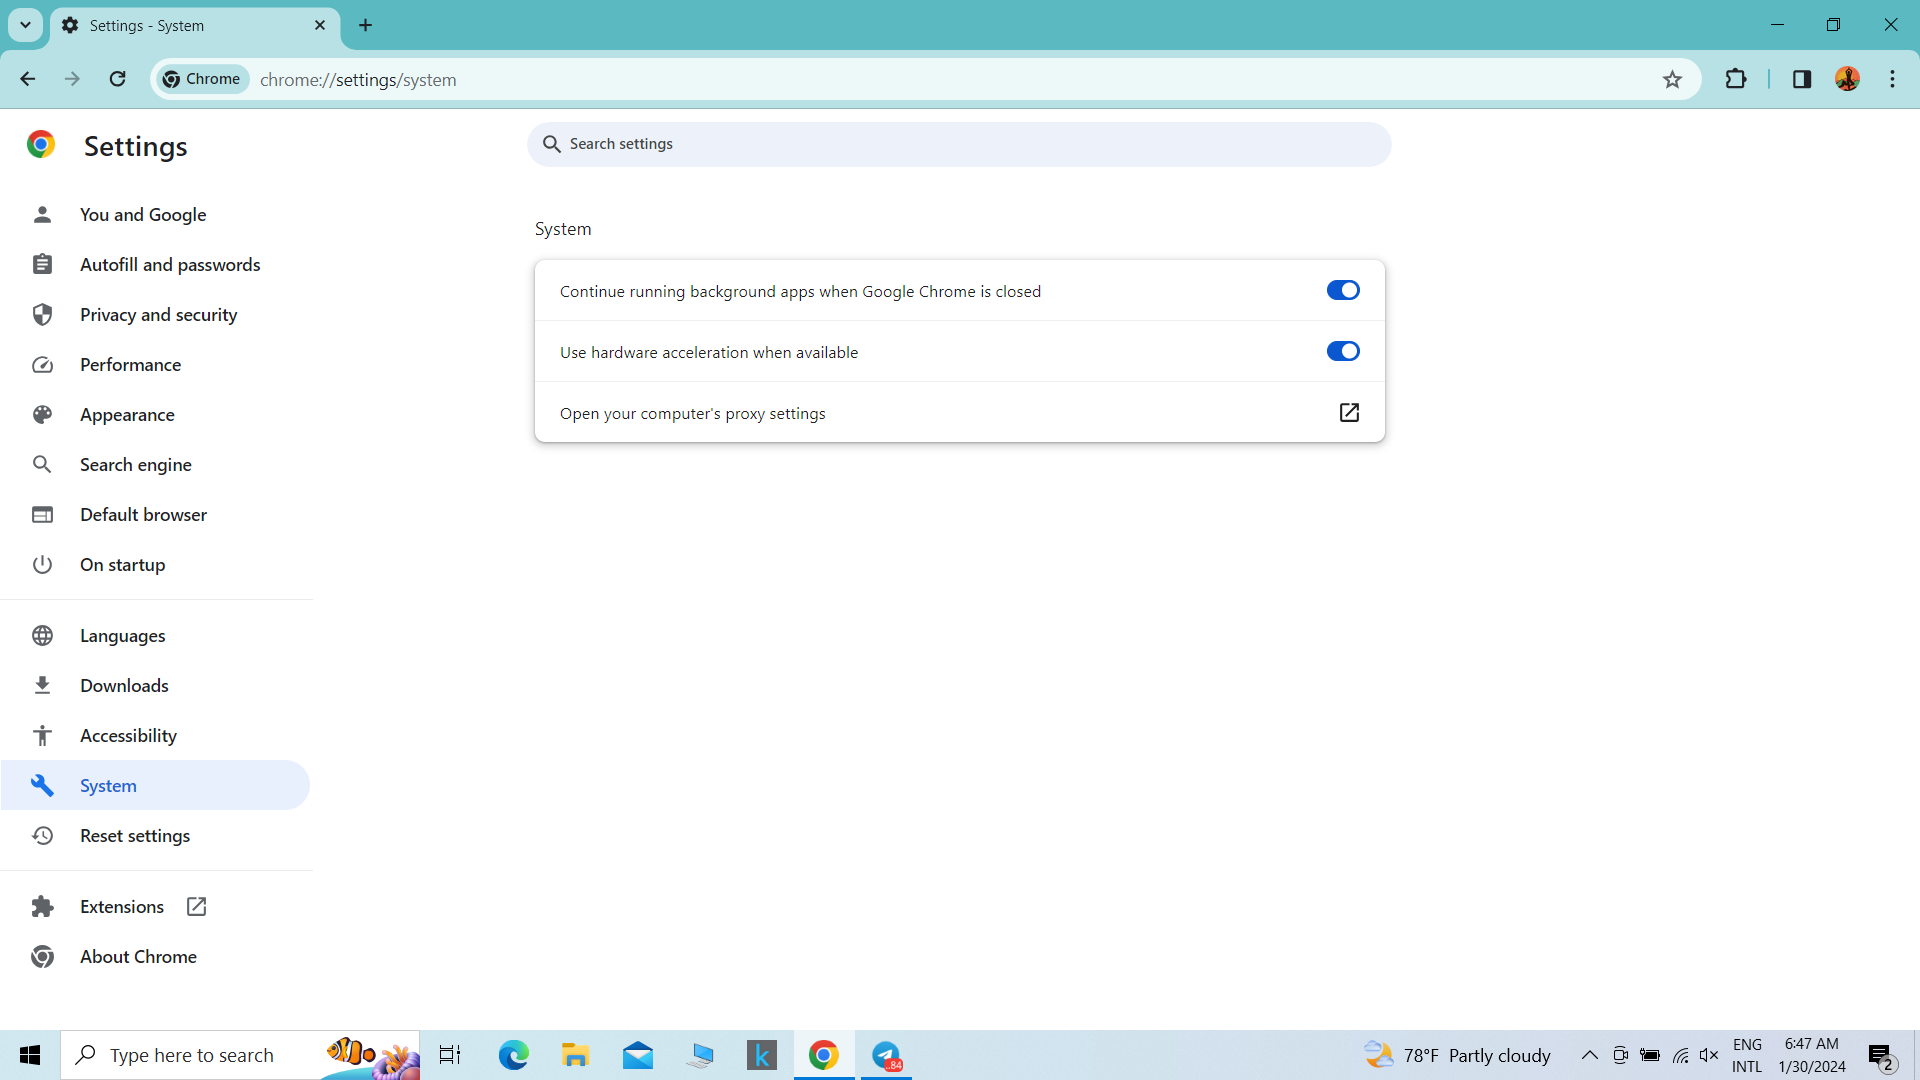 Settings - System
Chrome
chrome://settings/system
Settings
Search settings
You and Google
Autofill and passwords
Privacy and security
Performance
Appearance
Search engine
Default browser
On startup
Languages
Downloads
Accessibility
System
Reset settings
Extensions
About Chrome
System
Continue running background apps when Google Chrome is closed
Use hardware acceleration when available
Open your computer's proxy settings
Type here to search
k
..84
78°F Partly cloudy
ENG
INTL
6:47 AM
1/30/2024
2